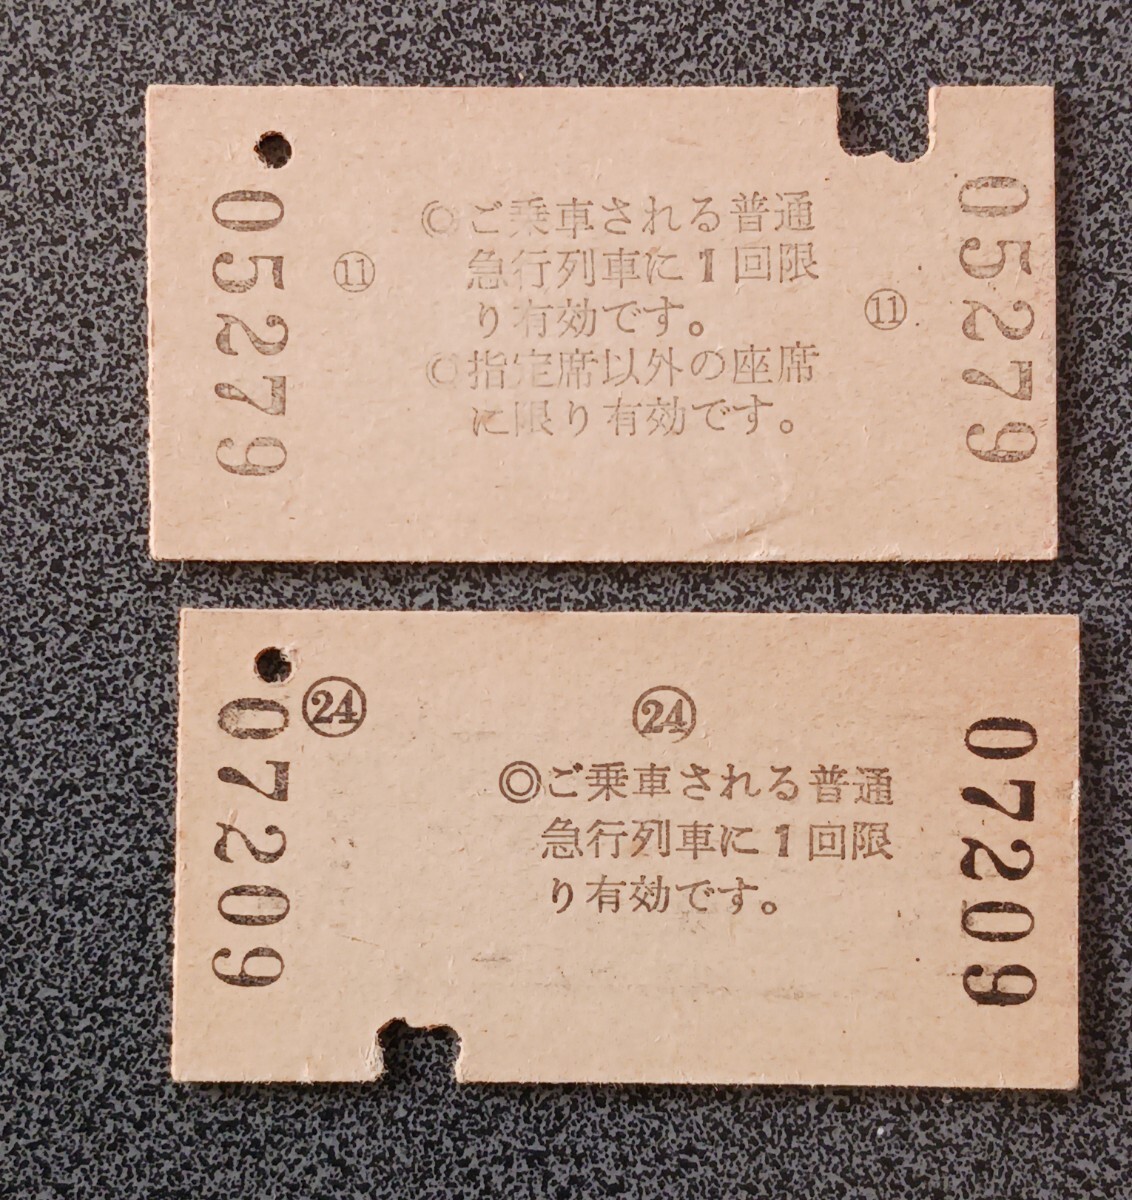 05279
⑪
◎ご乗車される普通
急行列車に1回限
り有効です。
◎指定席以外の座席
に限り有効です。
⑪
05279
07209
㉔
㉔
◎ご乗車される普通
急行列車に1回限
り有効です。
07209